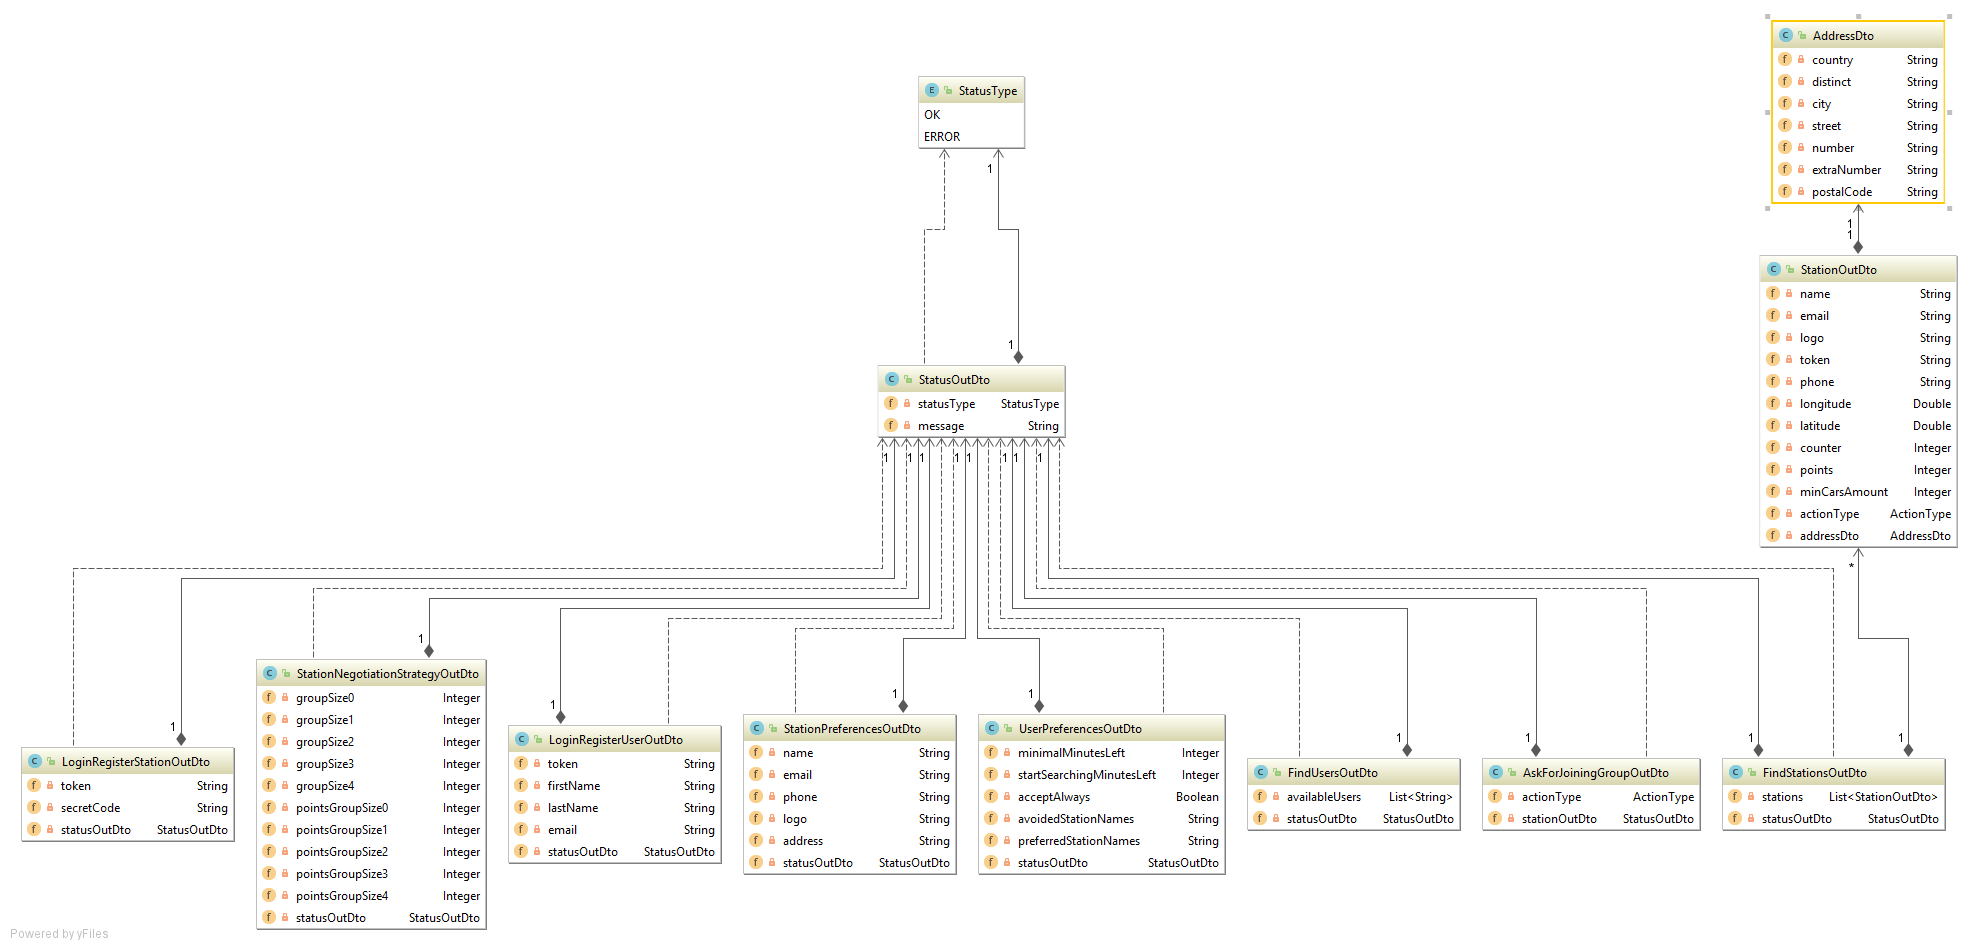 AddressDto
country String
distinct String
city String
street String
number String
extraNumber String
postalCode String
1
1
E StatusType
OK
ERROR
1
1
C StationOutDto
name String
email String
logo String
token String
phone String
longitude Double
latitude Double
counter Integer
points Integer
minCarsAmount Integer
actionType ActionType
addressDto AddressDto
*
C StatusOutDto
f statusType StatusType
f message String
1 1 1 1 1 1 1 1
1 1 1 1 1 1 1 1 1
C LoginRegisterStationOutDto
f token String
f secretCode String
f statusOutDto StatusOutDto
C StationNegotiationStrategyOutDto
f groupSize0 Integer
f groupSize1 Integer
f groupSize2 Integer
f groupSize3 Integer
f groupSize4 Integer
f pointsGroupSize0 Integer
f pointsGroupSize1 Integer
f pointsGroupSize2 Integer
f pointsGroupSize3 Integer
f pointsGroupSize4 Integer
f statusOutDto StatusOutDto
C LoginRegisterUserOutDto
f token String
f firstName String
f lastName String
f email String
f statusOutDto StatusOutDto
C StationPreferencesOutDto
f name String
f email String
f phone String
f logo String
f address String
f statusOutDto StatusOutDto
C UserPreferencesOutDto
f minimalMinutesLeft Integer
f startSearchingMinutesLeft Integer
f acceptAlways Boolean
f avoidedStationNames String
f preferredStationNames String
f statusOutDto StatusOutDto
C FindUsersOutDto
f availableUsers List<String>
f statusOutDto StatusOutDto
C AskForJoiningGroupOutDto
f actionType ActionType
f stationOutDto StatusOutDto
C FindStationsOutDto
f stations List<StationOutDto>
f statusOutDto StatusOutDto
Powered by yFiles